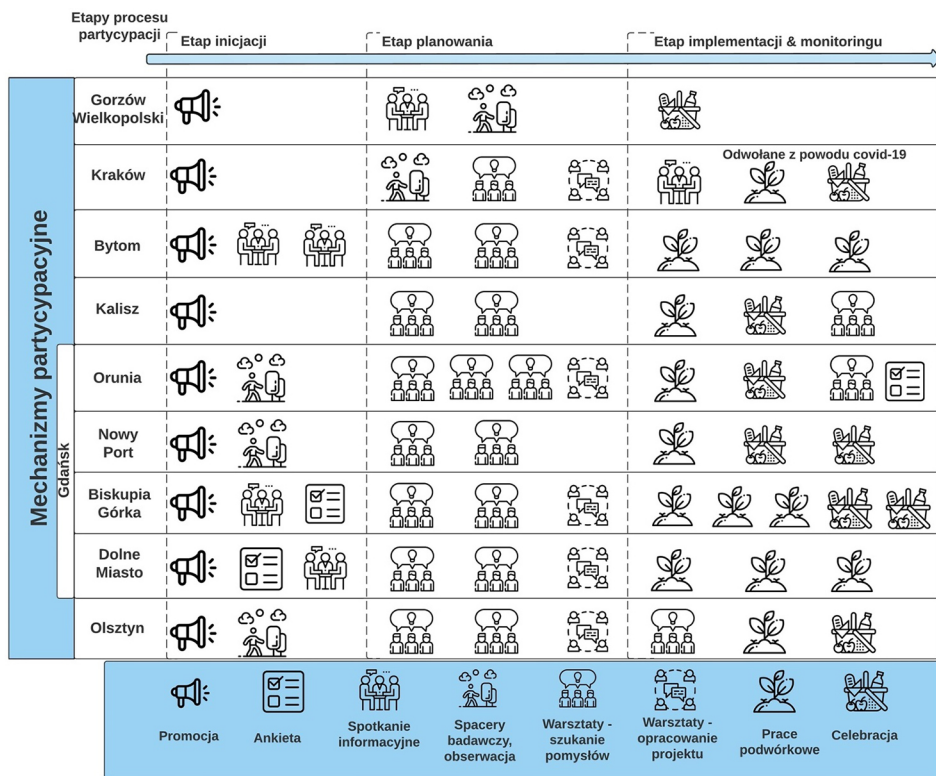 Etapy procesu
partycypacji
Etap inicjacji
Etap planowania
Etap implementacji & monitoringu
Mechanizmy partycypacyjne
Gdańsk
Gorzów
Wielkopolski
Kraków
Odwołane z powodu covid-19
Bytom
Kalisz
Orunia
Nowy
Port
Biskupia
Górka
Dolne
Miasto
Olsztyn
Promocja
Ankieta
Spotkanie
informacyjne
Spacery
badawczy,
obserwacja
Warsztaty -
szukanie
pomysłów
Warsztaty -
opracowanie
projektu
Prace
podwórkowe
Celebracja